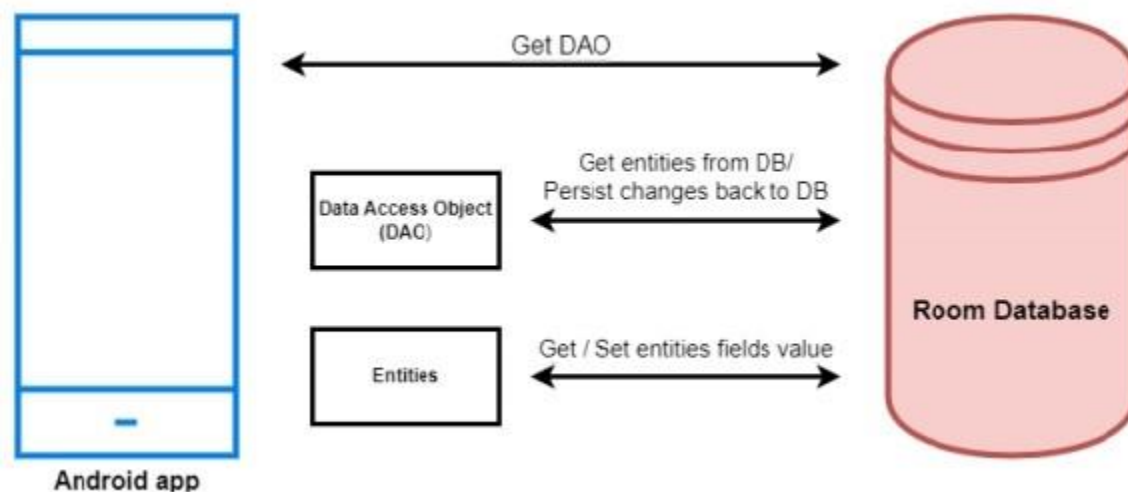 Get DAO
Get entities from DB/
Persist changes back to DB
Data Access Object
(DAO)
Room Database
Get / Set entities fields value
Entities
Android app